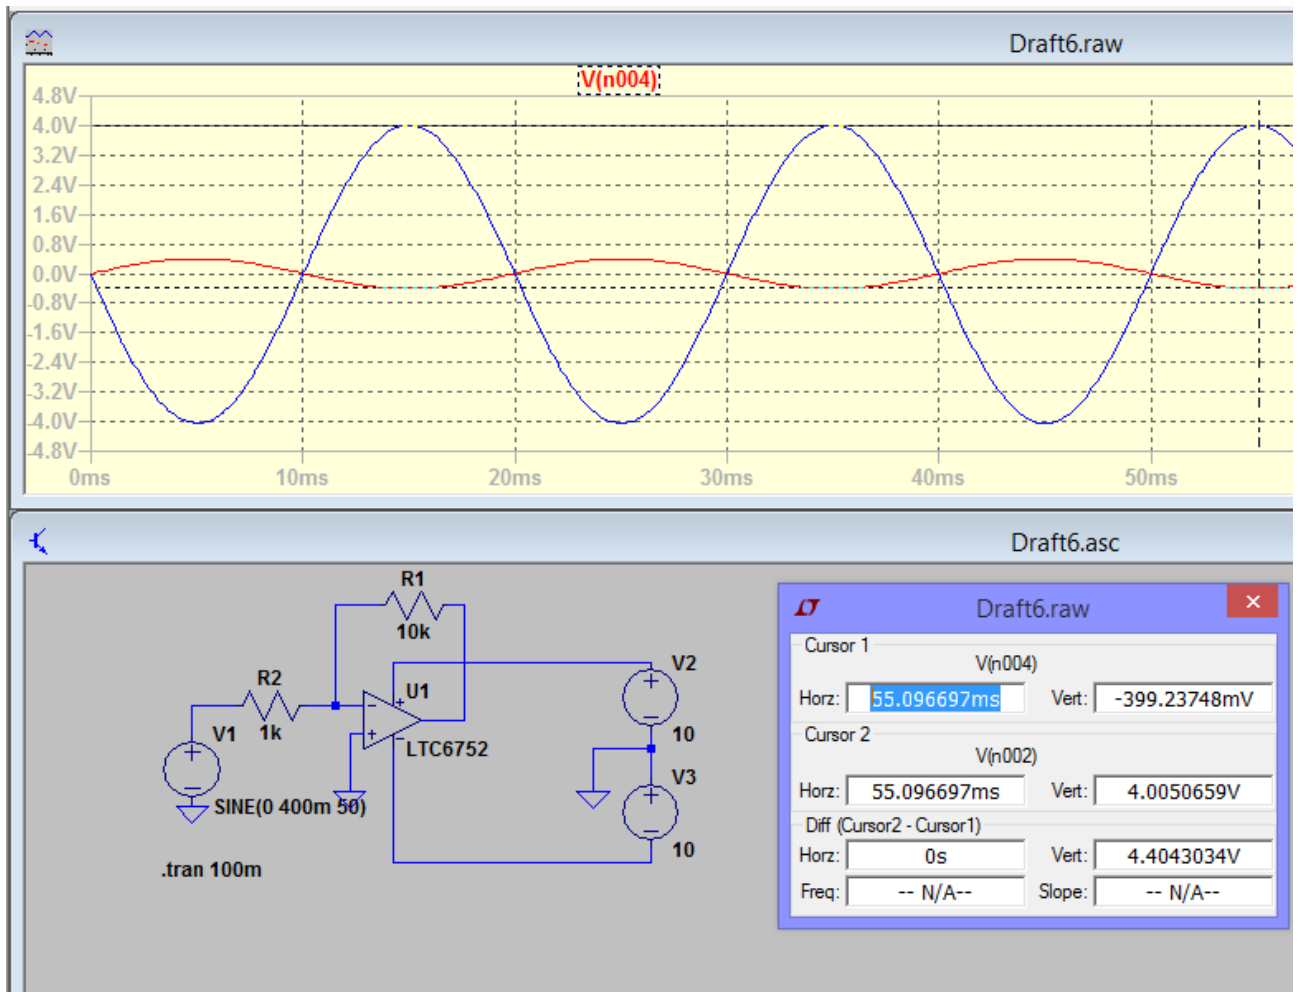 Draft6.raw
V(n004)
4.8V
4.0V
3.2V
2.4V
1.6V
0.8V
0.0V
-0.8V
-1.6V
-2.4V
-3.2V
-4.0V
-4.8V
0ms 10ms 20ms 30ms 40ms 50ms
Draft6.asc
R1
10k
R2
1k
V1
U1
LTC6752
V2
10
V3
10
SINE(0 400m 50)
.tran 100m
Draft6.raw
Cursor 1
V(n004)
Horz: 55.096697ms Vert: -399.23748mV
Cursor 2
V(n002)
Horz: 55.096697ms Vert: 4.0050659V
Diff (Cursor2 - Cursor1)
Horz: 0s Vert: 4.4043034V
Freq: -- N/A-- Slope: -- N/A--